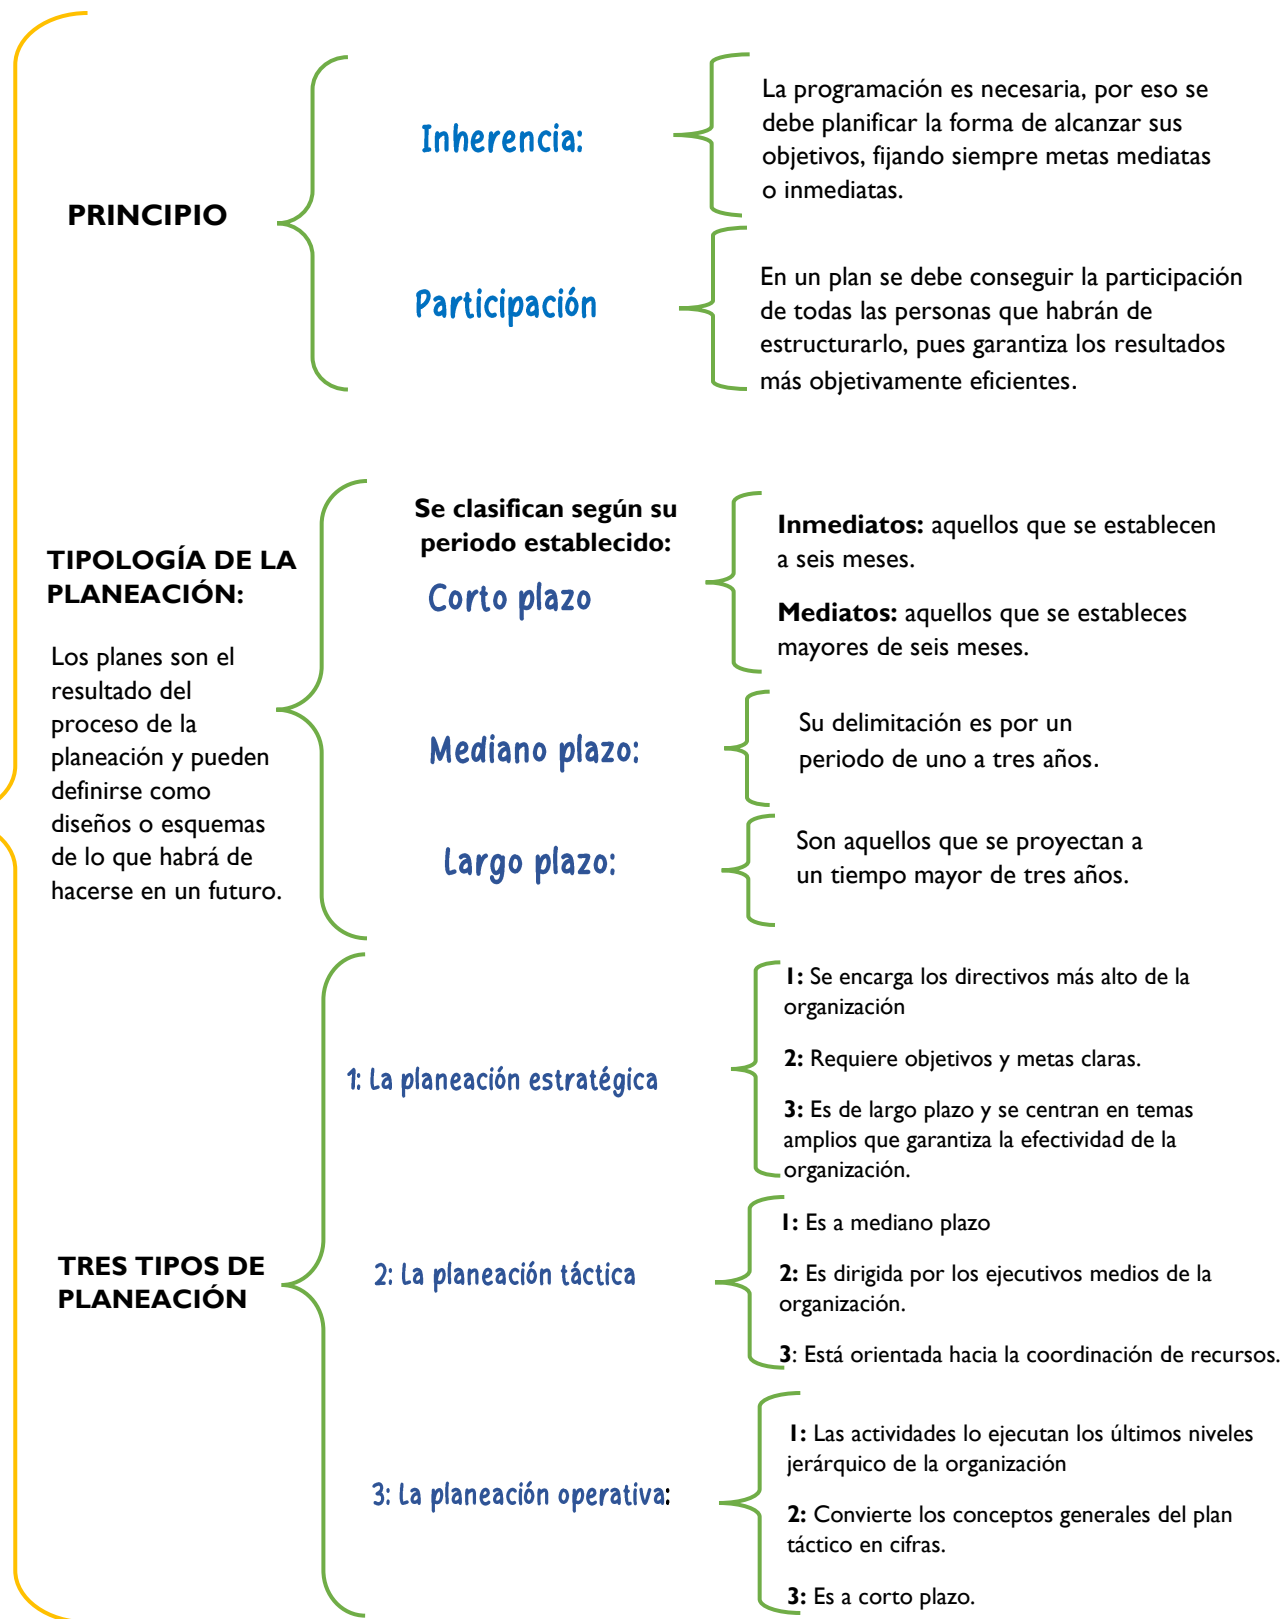 PRINCIPIO
Inherencia:
La programación es necesaria, por eso se
debe planificar la forma de alcanzar sus
objetivos, fijando siempre metas mediatas
o inmediatas.
Participación
En un plan se debe conseguir la participación
de todas las personas que habrán de
estructurarlo, pues garantiza los resultados
más objetivamente eficientes.
TIPOLOGÍA DE LA
PLANEACIÓN:
Los planes son el
resultado del
proceso de la
planeación y pueden
definirse como
diseños o esquemas
de lo que habrá de
hacerse en un futuro.
Se clasifican según su
periodo establecido:
Corto plazo
Inmediatos: aquellos que se establecen
a seis meses.
Mediatos: aquellos que se estableces
mayores de seis meses.
Mediano plazo:
Su delimitación es por un
periodo de uno a tres años.
Largo plazo:
Son aquellos que se proyectan a
un tiempo mayor de tres años.
TRES TIPOS DE
PLANEACIÓN
1: La planeación estratégica
1: Se encarga los directivos más alto de la
organización
2: Requiere objetivos y metas claras.
3: Es de largo plazo y se centran en temas
amplios que garantiza la efectividad de la
organización.
2: La planeación táctica
1: Es a mediano plazo
2: Es dirigida por los ejecutivos medios de la
organización.
3: Está orientada hacia la coordinación de recursos.
3: La planeación operativa:
1: Las actividades lo ejecutan los últimos niveles
jerárquico de la organización
2: Convierte los conceptos generales del plan
táctico en cifras.
3: Es a corto plazo.